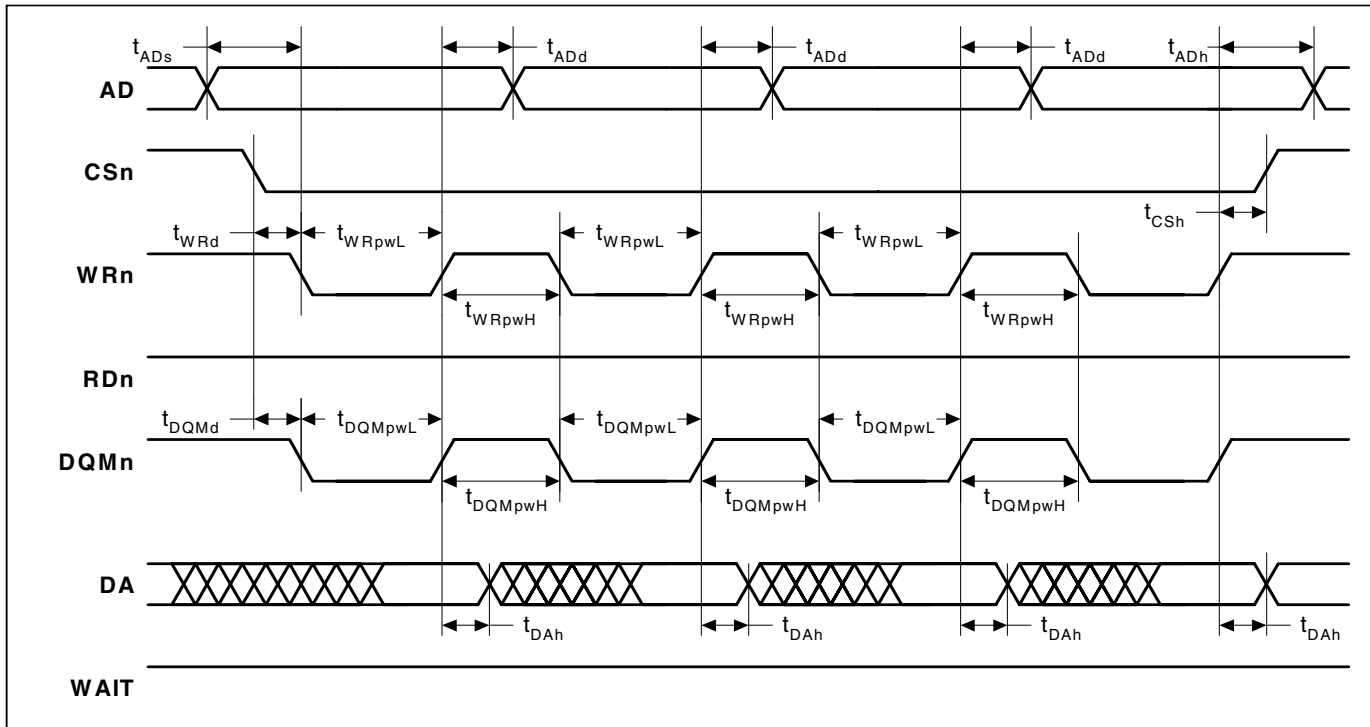 tADs tADd tADd tADd tADh
AD
CSn
tCSh
tWRd tWRpwL tWRpwL tWRpwL
WRn
tWRpwH tWRpwH tWRpwH
RDn
tDQMd tDQMpwL tDQMpwL tDQMpwL
DQMn
tDQMpwH tDQMpwH tDQMpwH
DA
tDAh tDAh tDAh tDAh
WAIT